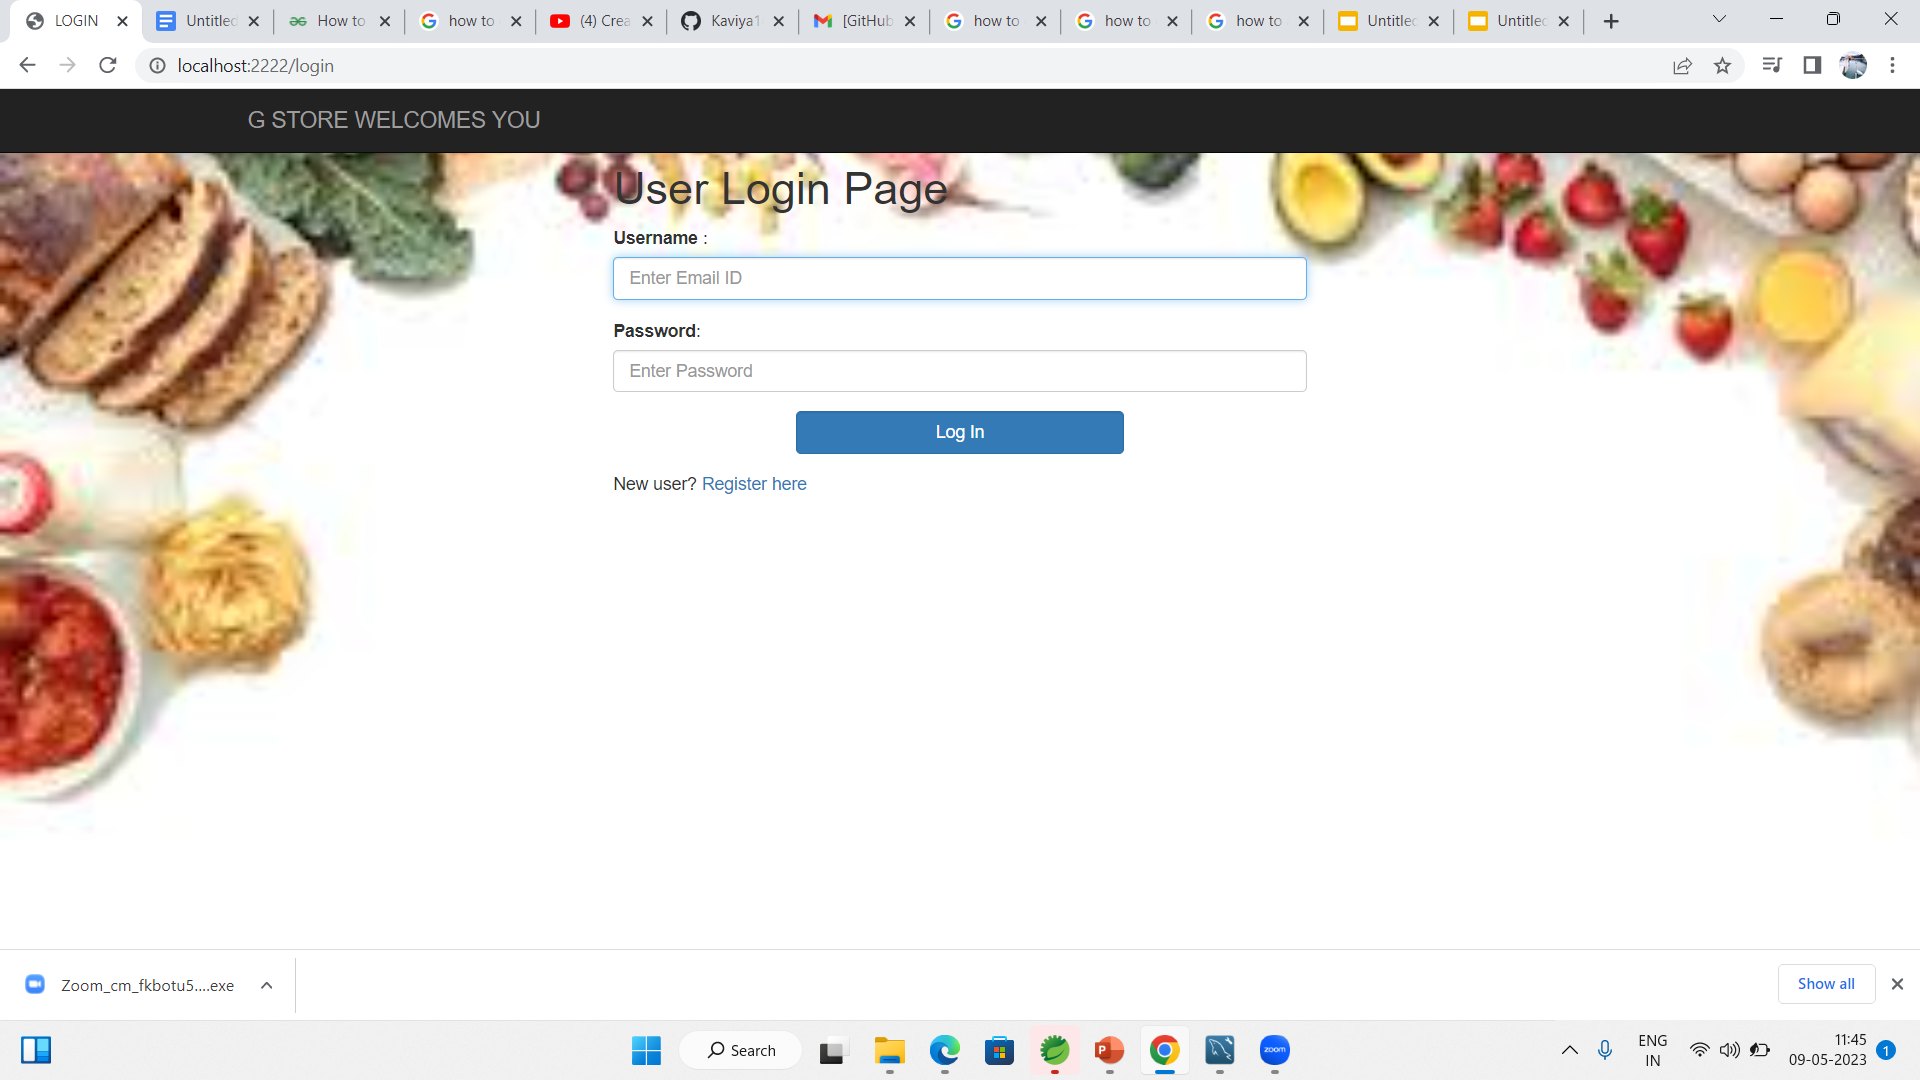 LOGIN
Untitled
How to
how to
(4) Crea
Kaviya1
[GitHub
how to
how to
how to
Untitled
Untitled
localhost:2222/login
G STORE WELCOMES YOU
User Login Page
Username :
Enter Email ID
Password:
Enter Password
Log In
New user? Register here
Zoom_cm_fkbotu5....exe
Show all
Search
zoom
ENG
IN
11:45
09-05-2023
1